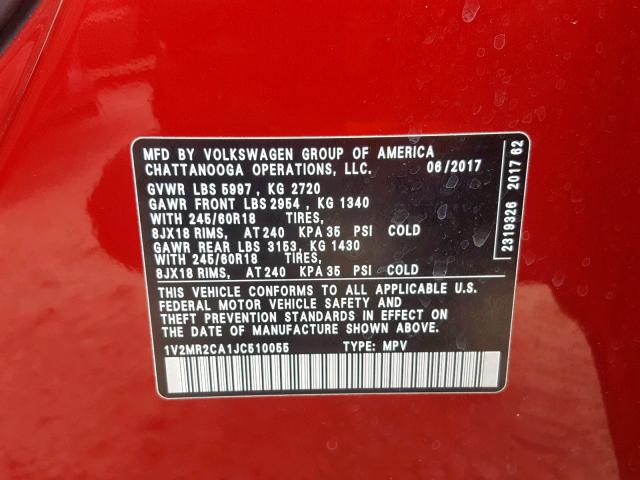 MFD BY VOLKSWAGEN GROUP OF AMERICA
CHATTANOOGA OPERATIONS, LLC. 06/2017
GVWR LBS 5997, KG 2720
GAWR FRONT LBS 2954, KG 1340
WITH 245/60R18 TIRES,
8JX18 RIMS, AT 240 KPA 35 PSI COLD
GAWR REAR LBS 3153, KG 1430
WITH 245/60R18 TIRES,
8JX18 RIMS, AT 240 KPA 35 PSI COLD
THIS VEHICLE CONFORMS TO ALL APPLICABLE U.S.
FEDERAL MOTOR VEHICLE SAFETY AND
THEFT PREVENTION STANDARDS IN EFFECT ON
THE DATE OF MANUFACTURE SHOWN ABOVE.
1V2MR2CA1JC510055 TYPE: MPV
2319326 2017 62